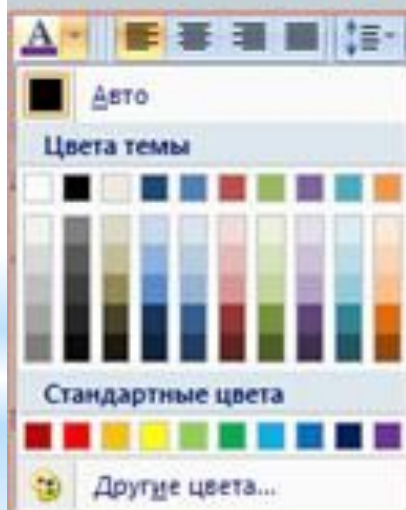 А
Авто
Цвета темы
Стандартные цвета
Другие цвета...